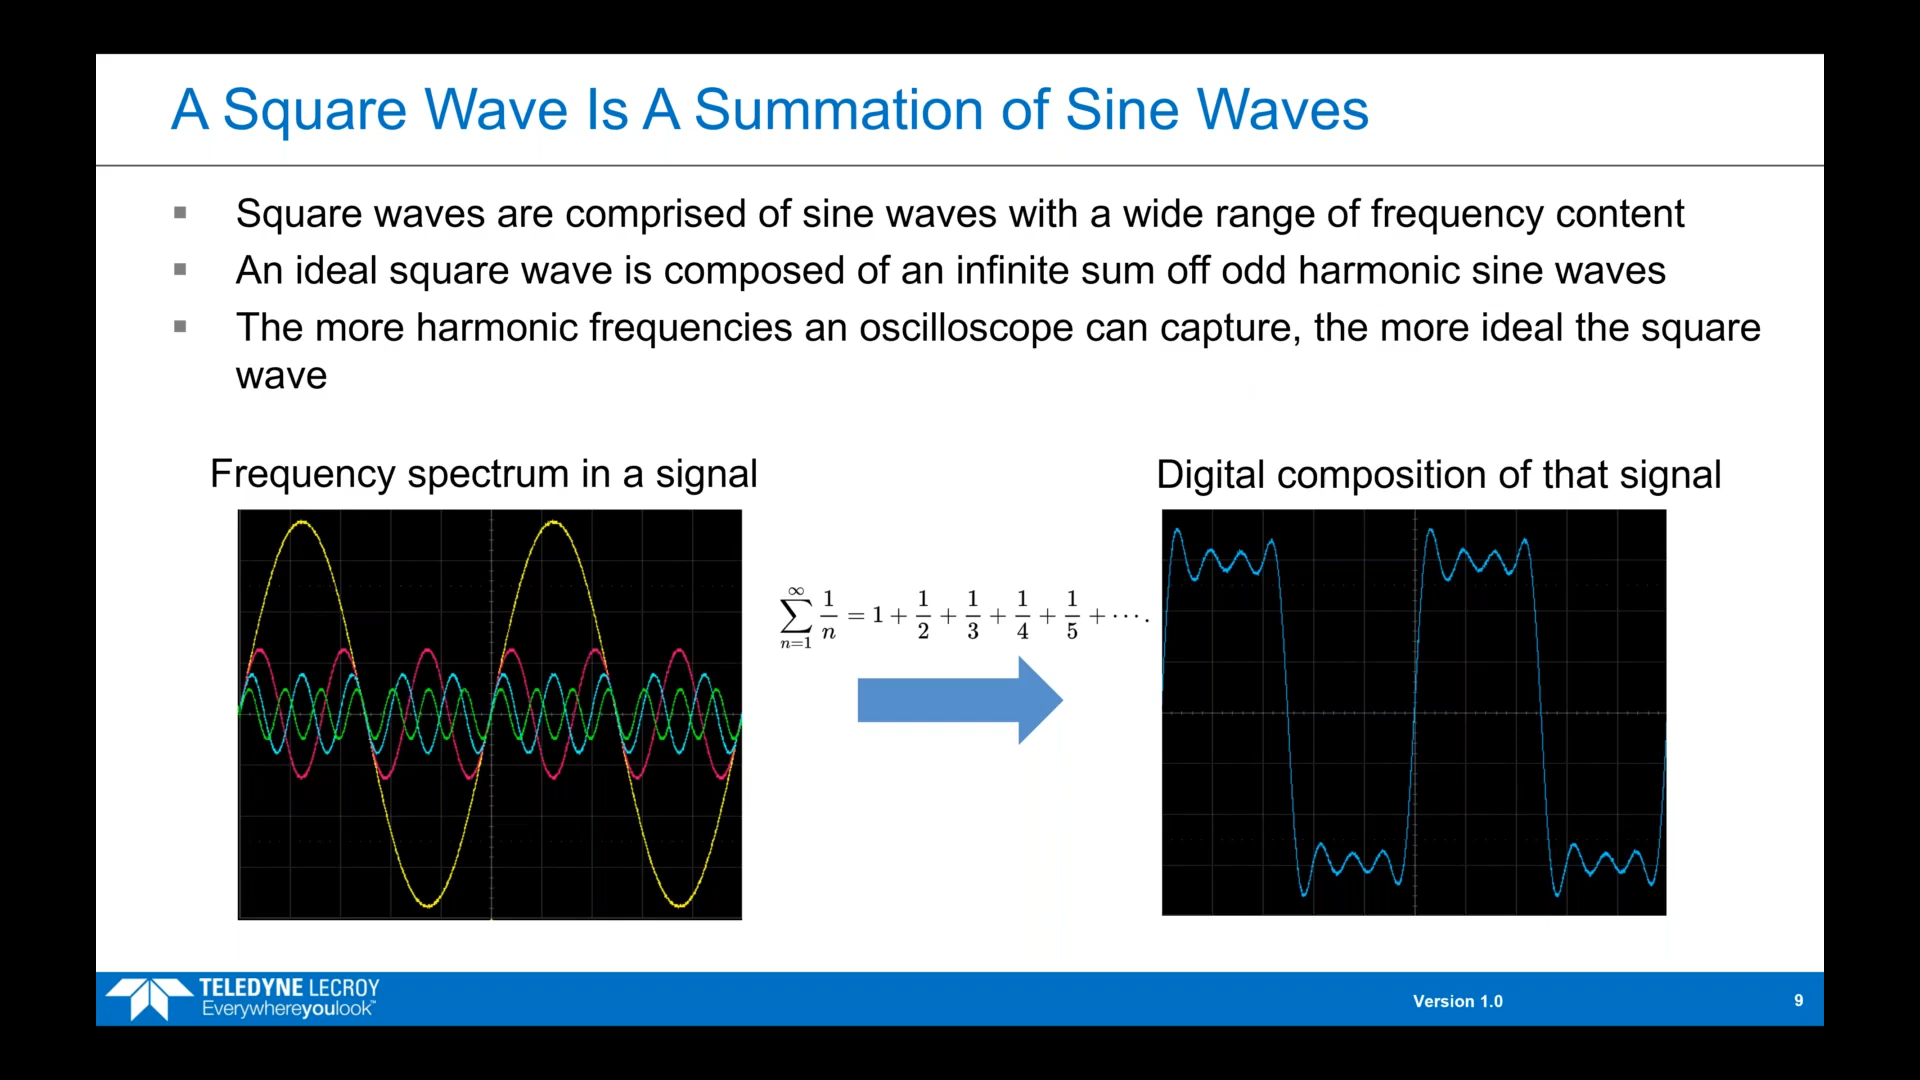 A Square Wave Is A Summation of Sine Waves
▪ Square waves are comprised of sine waves with a wide range of frequency content
▪ An ideal square wave is composed of an infinite sum off odd harmonic sine waves
▪ The more harmonic frequencies an oscilloscope can capture, the more ideal the square
wave
Frequency spectrum in a signal
Digital composition of that signal
∞
∑ 1/n = 1 + 1/2 + 1/3 + 1/4 + 1/5 + ⋯.
n=1
TELEDYNE LECROY
Everywhereyoulook™
Version 1.0
9